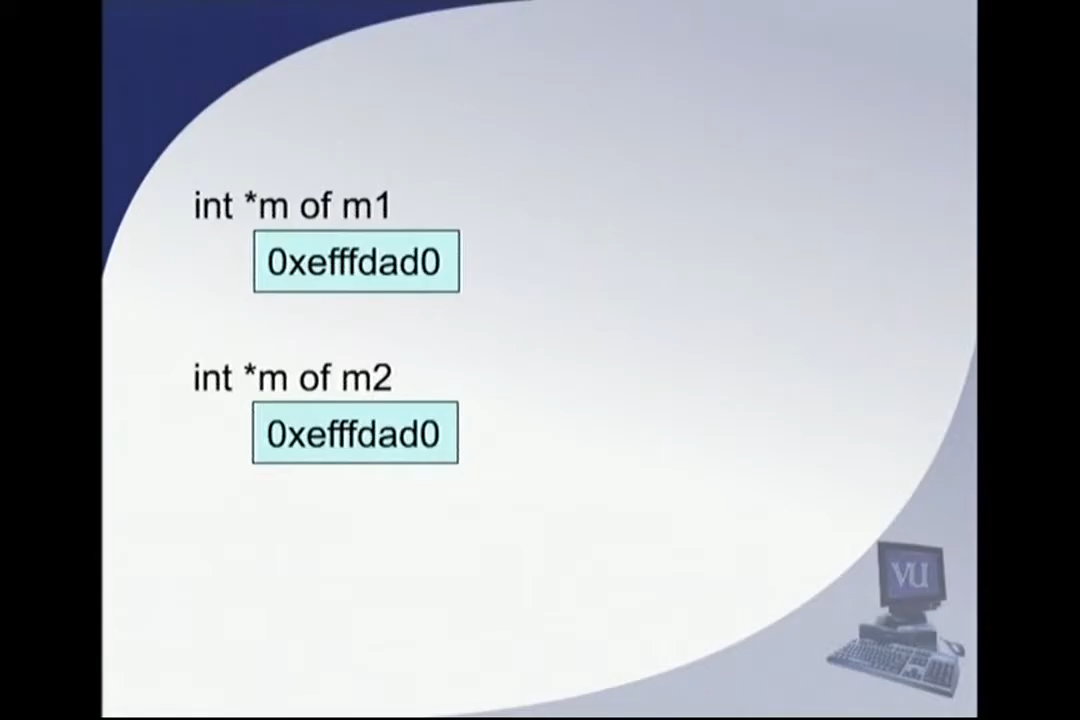 int *m of m1
0xefffdad0
int *m of m2
0xefffdad0
VU